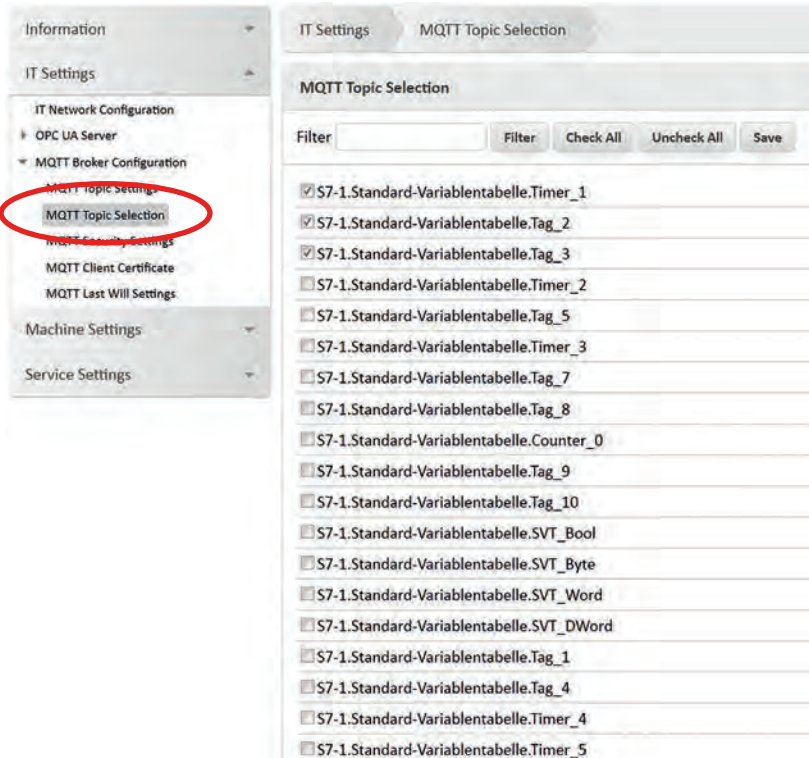 Information
IT Settings
IT Network Configuration
OPC UA Server
MQTT Broker Configuration
MQTT Topic Settings
MQTT Topic Selection
MQTT Security Settings
MQTT Client Certificate
MQTT Last Will Settings
Machine Settings
Service Settings
IT Settings MQTT Topic Selection
MQTT Topic Selection
Filter Filter Check All Uncheck All Save
S7-1.Standard-Variablentabelle.Timer_1
S7-1.Standard-Variablentabelle.Tag_2
S7-1.Standard-Variablentabelle.Tag_3
S7-1.Standard-Variablentabelle.Timer_2
S7-1.Standard-Variablentabelle.Tag_5
S7-1.Standard-Variablentabelle.Timer_3
S7-1.Standard-Variablentabelle.Tag_7
S7-1.Standard-Variablentabelle.Tag_8
S7-1.Standard-Variablentabelle.Counter_0
S7-1.Standard-Variablentabelle.Tag_9
S7-1.Standard-Variablentabelle.Tag_10
S7-1.Standard-Variablentabelle.SVT_Bool
S7-1.Standard-Variablentabelle.SVT_Byte
S7-1.Standard-Variablentabelle.SVT_Word
S7-1.Standard-Variablentabelle.SVT_DWord
S7-1.Standard-Variablentabelle.Tag_1
S7-1.Standard-Variablentabelle.Tag_4
S7-1.Standard-Variablentabelle.Timer_4
S7-1.Standard-Variablentabelle.Timer_5